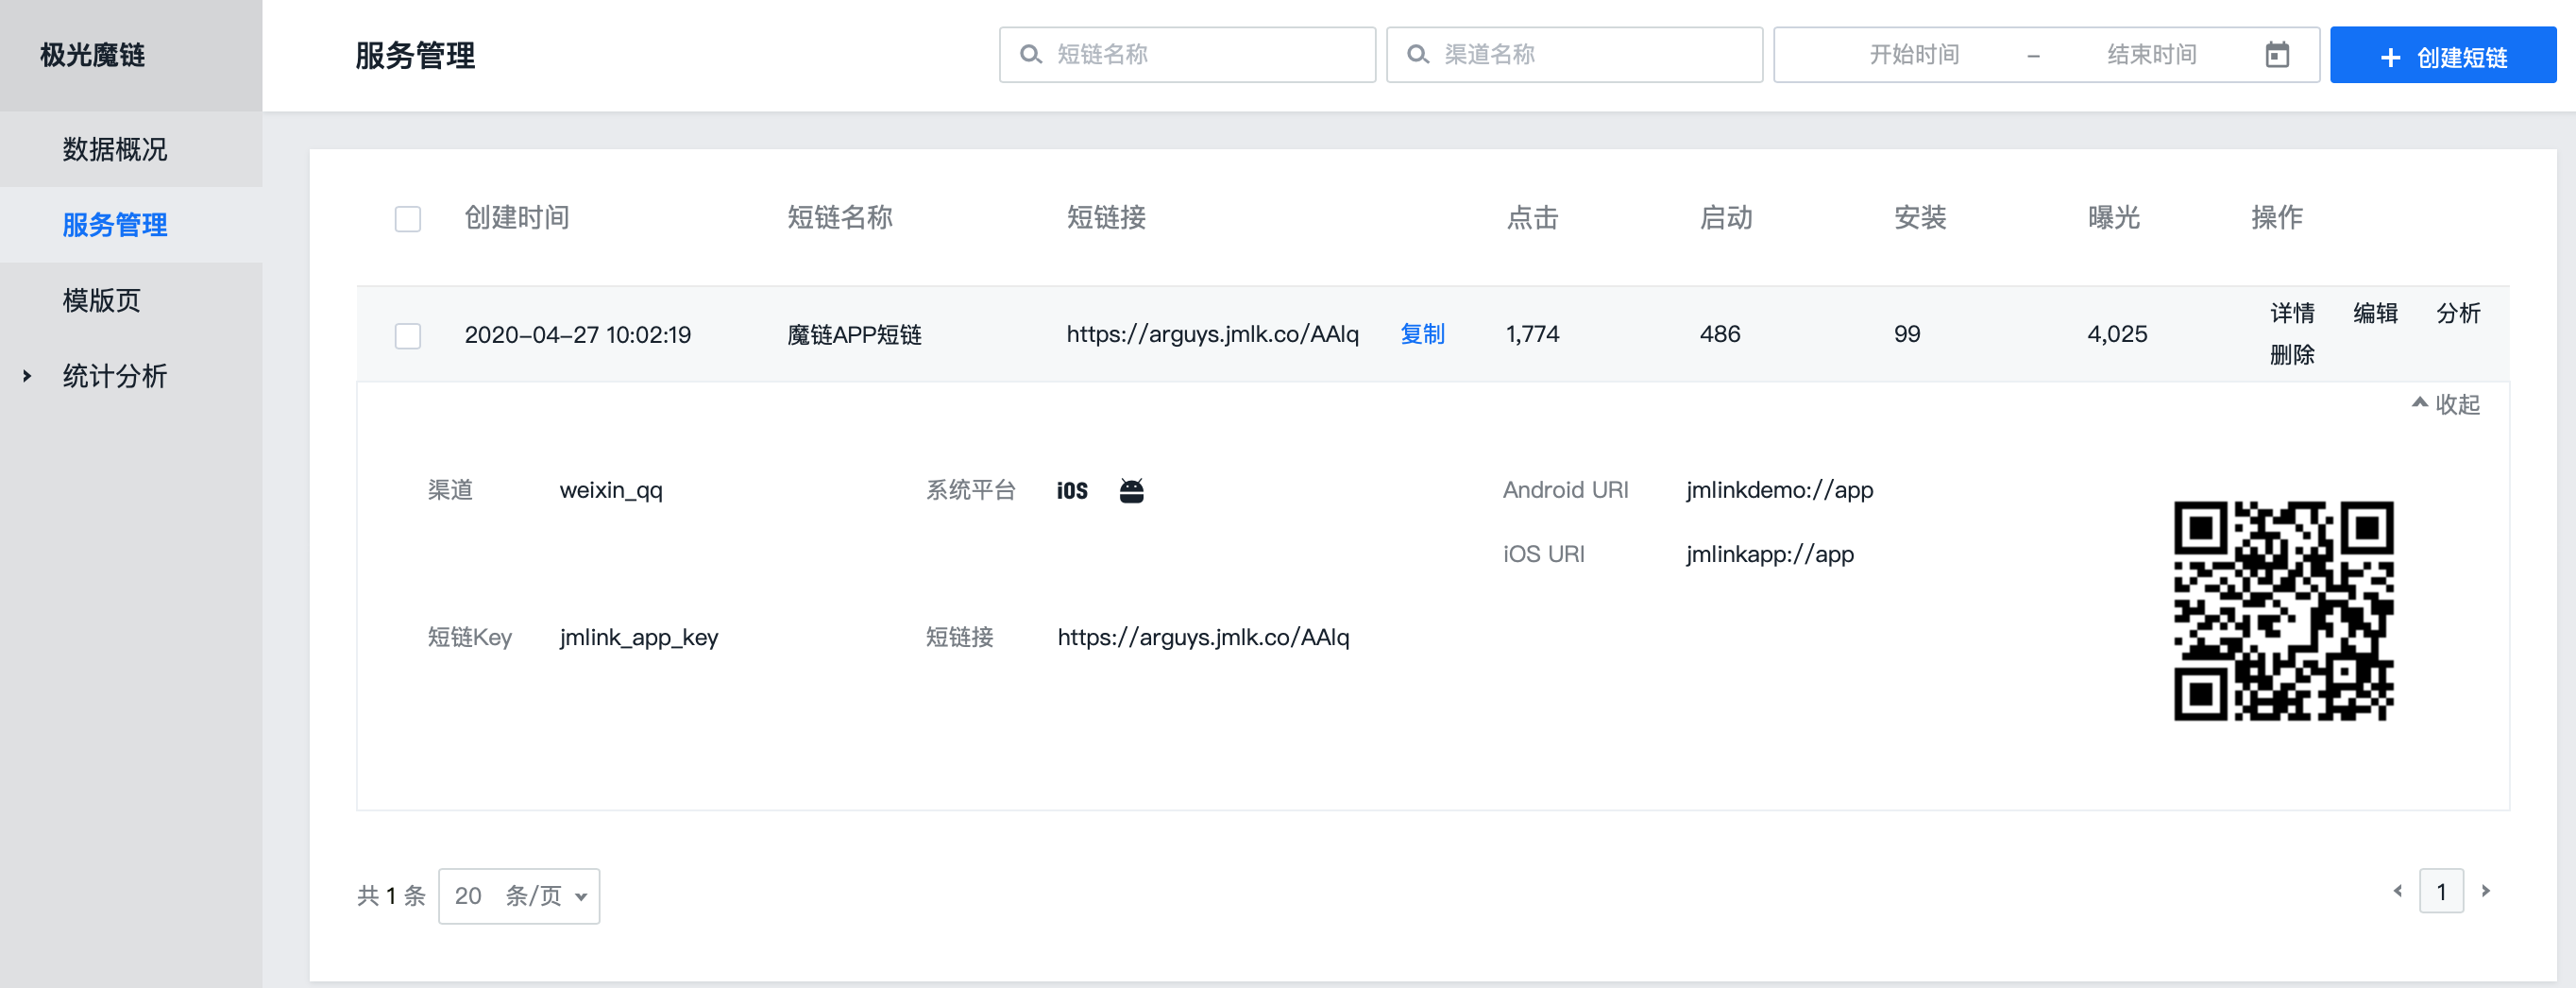 极光魔链
数据概况
服务管理
模版页
统计分析
服务管理
短链名称
渠道名称
开始时间 – 结束时间
+ 创建短链
创建时间 短链名称 短链接 点击 启动 安装 曝光 操作
2020-04-27 10:02:19 魔链APP短链 https://arguys.jmlk.co/AAlq 复制 1,774 486 99 4,025 详情 编辑 分析
删除
收起
渠道 weixin_qq 系统平台 iOS Android URI jmlinkdemo://app
iOS URI jmlinkapp://app
短链Key jmlink_app_key 短链接 https://arguys.jmlk.co/AAlq
共 1 条 20 条/页 1